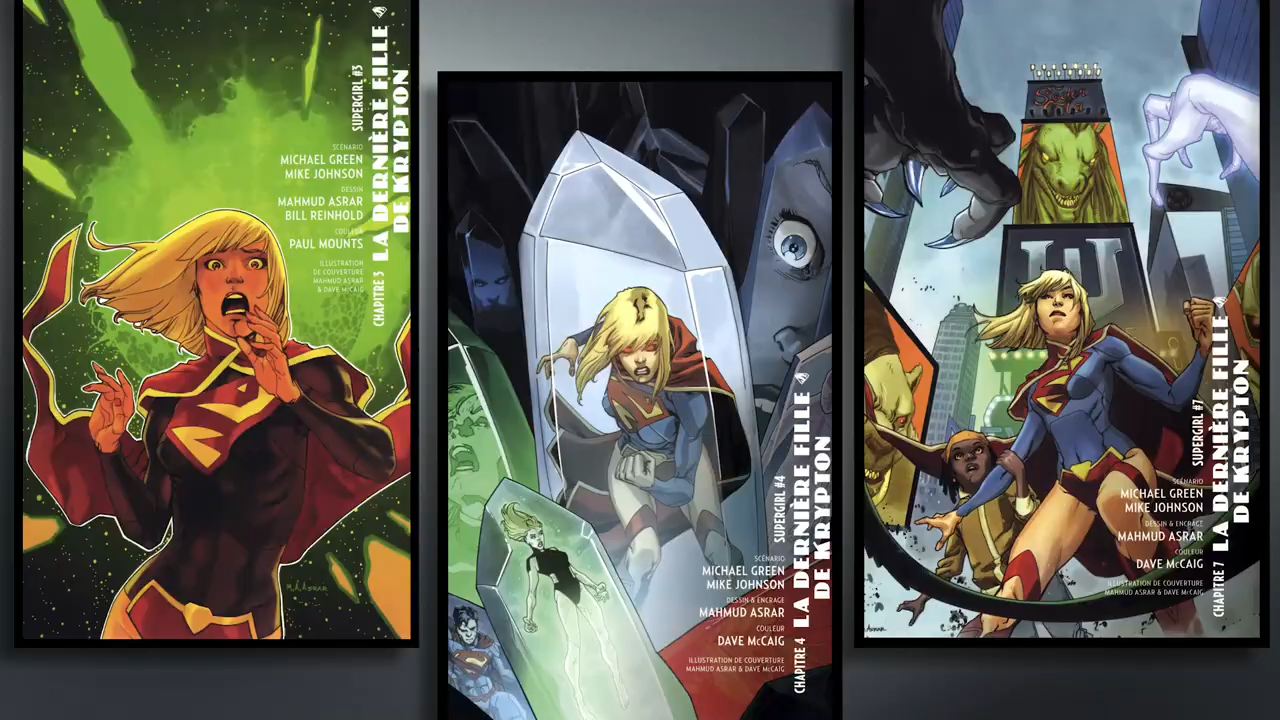 SUPERGIRL #3
LA DERNIÈRE FILLE
DE KRYPTON
CHAPITRE 3
SCÉNARIO
MICHAEL GREEN
MIKE JOHNSON
DESSIN
MAHMUD ASRAR
BILL REINHOLD
COULEUR
PAUL MOUNTS
ILLUSTRATION
DE COUVERTURE
MAHMUD ASRAR
& DAVE McCAIG
SUPERGIRL #4
LA DERNIÈRE FILLE
DE KRYPTON
CHAPITRE 4
SCÉNARIO
MICHAEL GREEN
MIKE JOHNSON
DESSIN & ENCRAGE
MAHMUD ASRAR
COULEUR
DAVE McCAIG
ILLUSTRATION DE COUVERTURE
MAHMUD ASRAR & DAVE McCAIG
SUPERGIRL #7
LA DERNIÈRE FILLE
DE KRYPTON
CHAPITRE 7
SCÉNARIO
MICHAEL GREEN
MIKE JOHNSON
DESSIN & ENCRAGE
MAHMUD ASRAR
COULEUR
DAVE McCAIG
ILLUSTRATION DE COUVERTURE
MAHMUD ASRAR & DAVE McCAIG